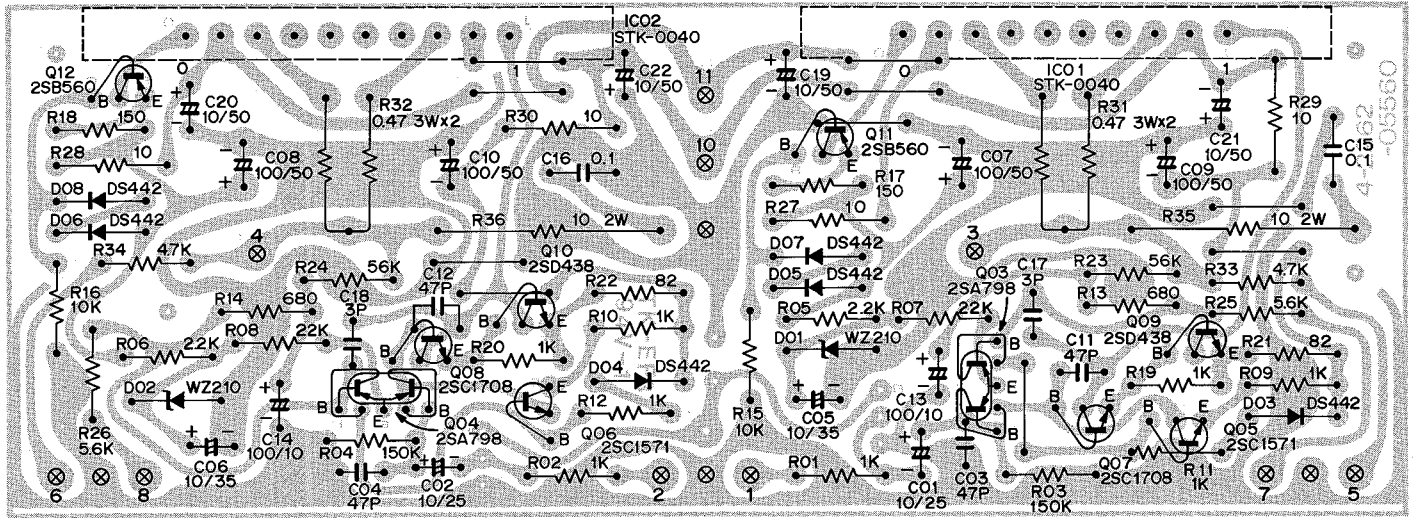 IC02
STK-0040
Q12
2SB560
0
1
B
E
C20
10/50
R18
150
R28
10
D08
DS442
D06
DS442
R34
4.7K
4
C08
100/50
R32
0.47 3Wx2
C10
100/50
R30
10
C22
10/50
C16
0.1
R36
10 2W
11
10
R16
10K
R24
56K
R14
680
R08
22K
R06
2.2K
C18
3P
C12
47P
Q10
2SD438
R22
82
R10
1K
R20
1K
B
E
Q08
2SC1708
B
E
D04
DS442
R12
1K
D02
WZ210
R26
5.6K
C06
10/35
C14
100/10
B
E
B
Q04
2SA798
R04
150K
C04
47P
C02
10/25
E
B
Q06
2SC1571
R02
1K
6
8
2
1
IC01
STK-0040
C19
10/50
0
1
Q11
2SB560
B
E
R17
150
R27
10
D07
DS442
D05
DS442
R05
2.2K
D01
WZ210
R07
22K
C07
100/50
R31
0.47 3Wx2
C09
100/50
C21
10/50
R29
10
C15
0.1
4-2162
-05560
R35
10 2W
3
Q03
2SA798
C17
3P
R23
56K
R13
680
R33
4.7K
R25
5.6K
Q09
2SD438
B
E
R21
82
R09
1K
C11
47P
R19
1K
D03
DS442
R15
10K
C05
10/35
C13
100/10
B
E
B
B
E
B
E
Q05
2SC1571
R01
1K
C01
10/25
C03
47P
R03
150K
Q07
2SC1708
R11
1K
7
5